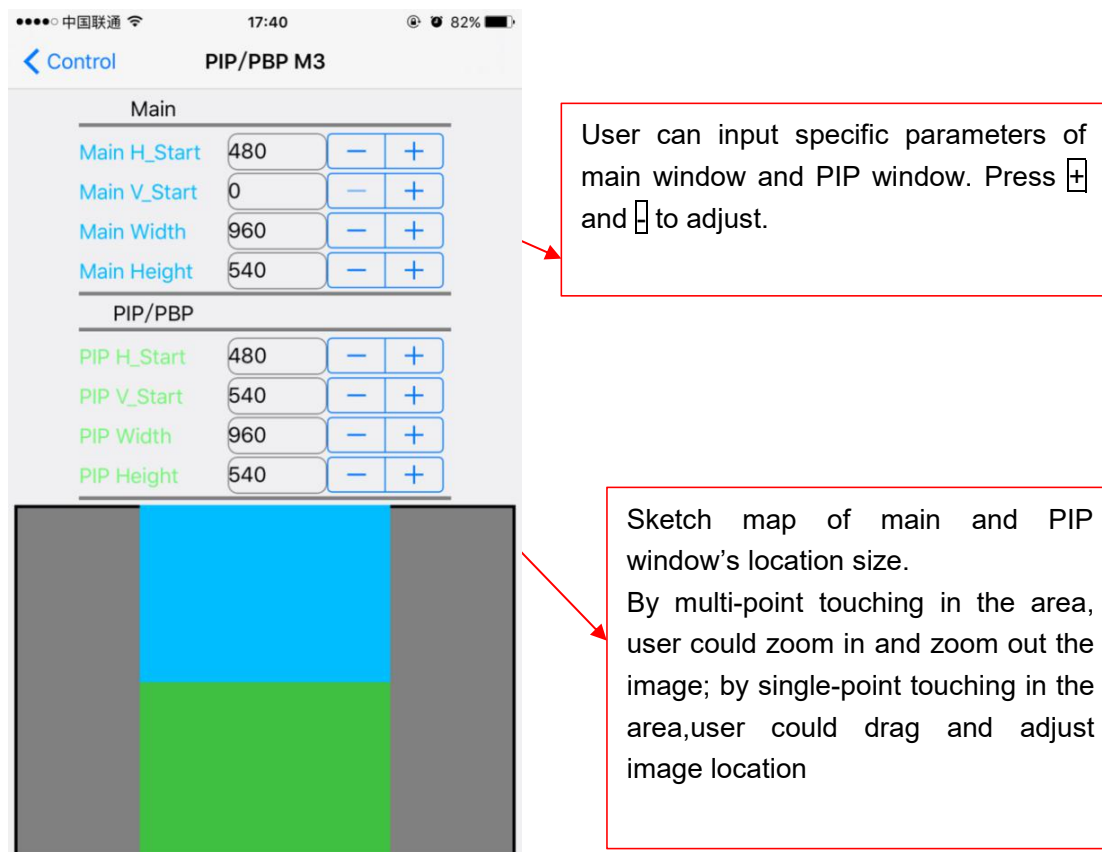 ●●●●○ 中国联通 17:40 82%
Control PIP/PBP M3
Main
Main H_Start 480 — +
Main V_Start 0 — +
Main Width 960 — +
Main Height 540 — +
PIP/PBP
PIP H_Start 480 — +
PIP V_Start 540 — +
PIP Width 960 — +
PIP Height 540 — +
User can input specific parameters of
main window and PIP window. Press +
and - to adjust.
Sketch map of main and PIP
window’s location size.
By multi-point touching in the area,
user could zoom in and zoom out the
image; by single-point touching in the
area,user could drag and adjust
image location